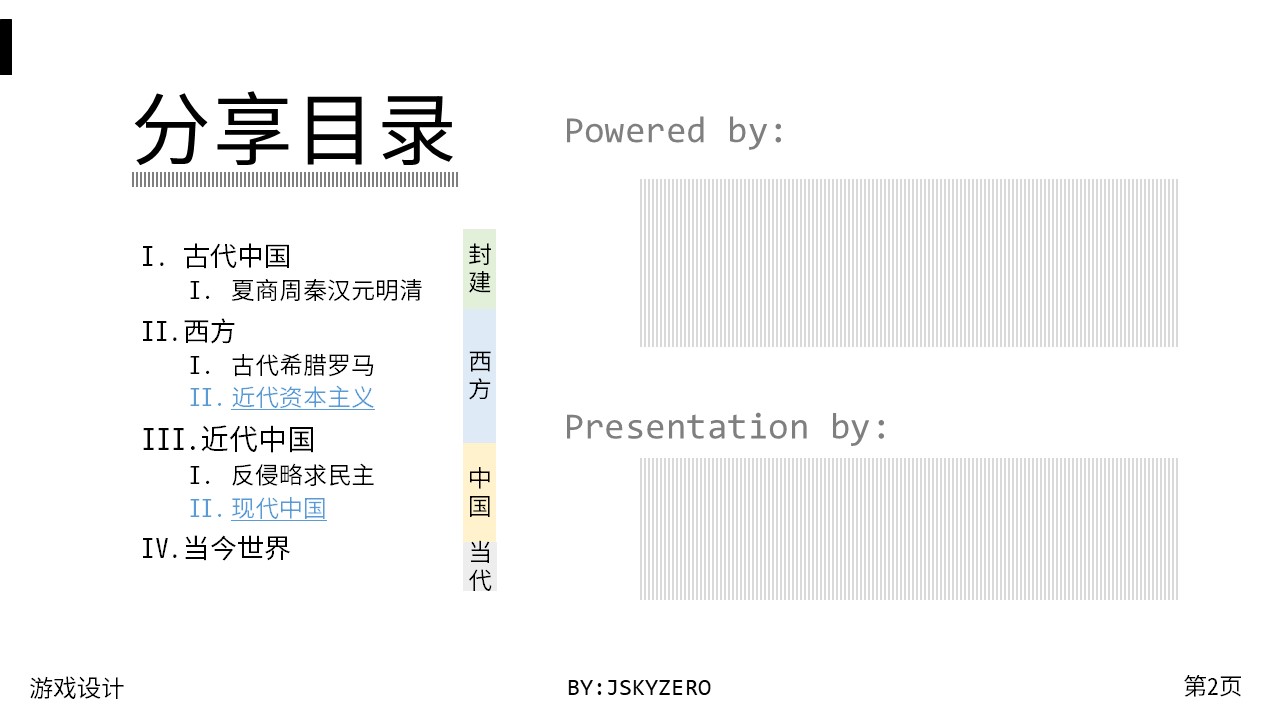 分享目录
I. 古代中国
I. 夏商周秦汉元明清
II.西方
I. 古代希腊罗马
II.近代资本主义
III.近代中国
I. 反侵略求民主
II.现代中国
IV.当今世界
封
建
西
方
中
国
当
代
Powered by:
Presentation by:
游戏设计
BY:JSKYZERO
第2页